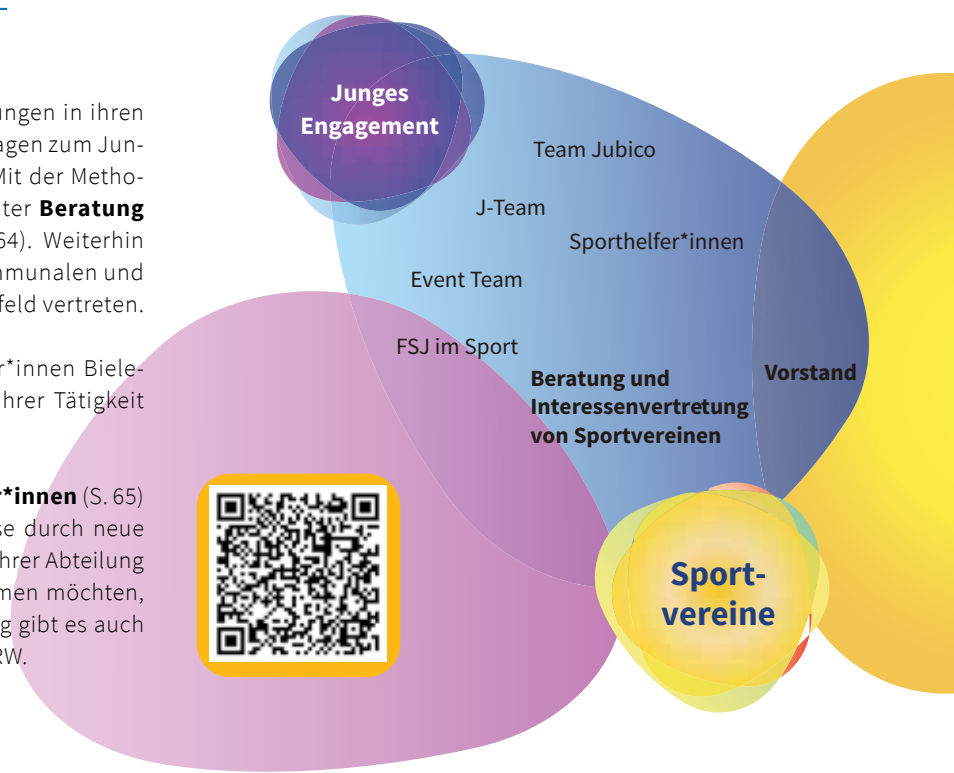 ungen in ihren
agen zum Jun-
Mit der Metho-
ter Beratung
64). Weiterhin
mmunalen und
feld vertreten.
r*innen Biele-
hrer Tätigkeit
r*innen (S. 65)
se durch neue
hrer Abteilung
men möchten,
g gibt es auch
RW.
Junges
Engagement
Team Jubico
J-Team
Sporthelfer*innen
Event Team
FSJ im Sport
Beratung und
Interessenvertretung
von Sportvereinen
Vorstand
Sport-
vereine